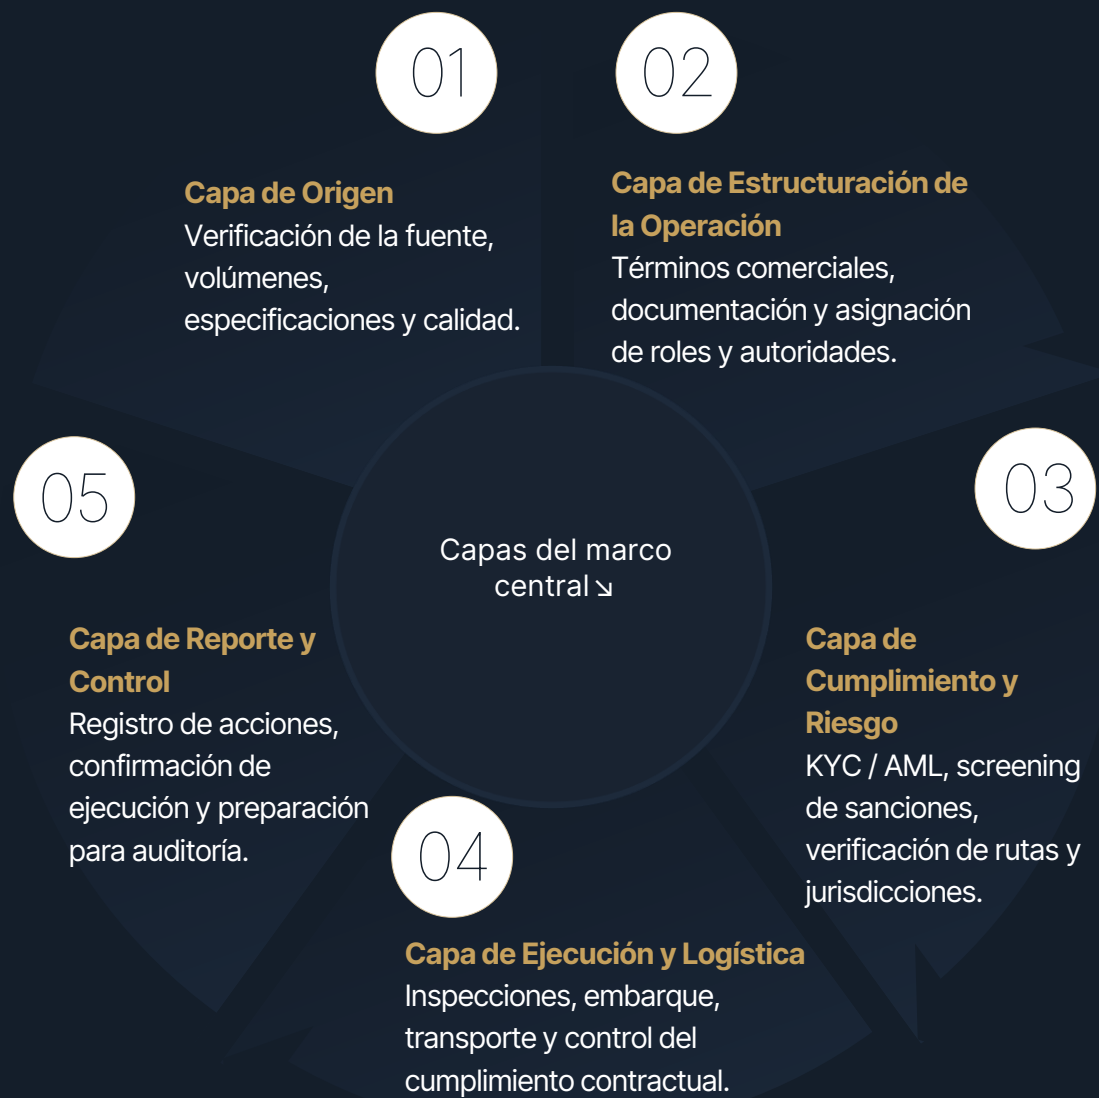 01
Capa de Origen
Verificación de la fuente,
volúmenes,
especificaciones y calidad.
02
Capa de Estructuración de
la Operación
Términos comerciales,
documentación y asignación
de roles y autoridades.
03
Capa de
Cumplimiento y
Riesgo
KYC / AML, screening
de sanciones,
verificación de rutas y
jurisdicciones.
04
Capa de Ejecución y Logística
Inspecciones, embarque,
transporte y control del
cumplimiento contractual.
05
Capa de Reporte y
Control
Registro de acciones,
confirmación de
ejecución y preparación
para auditoría.
Capas del marco
central↘